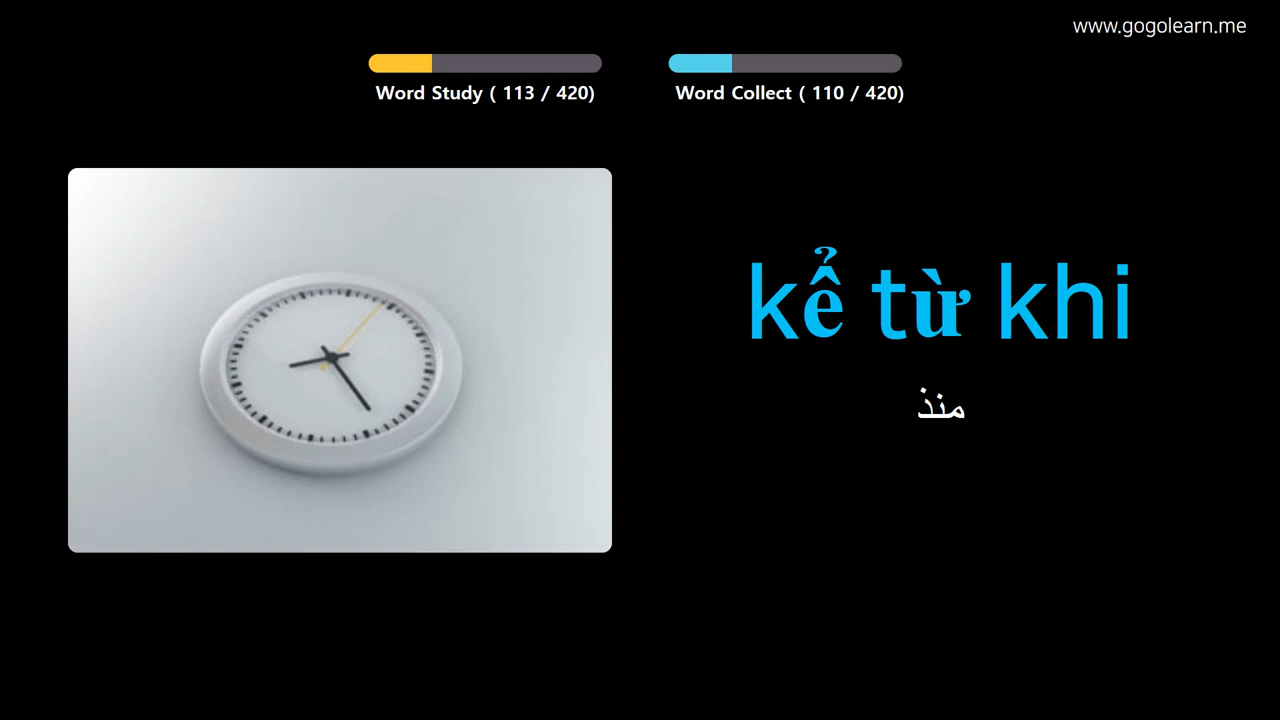 www.gogolearn.me
Word Study ( 113 / 420)
Word Collect ( 110 / 420)
kể từ khi
منذ